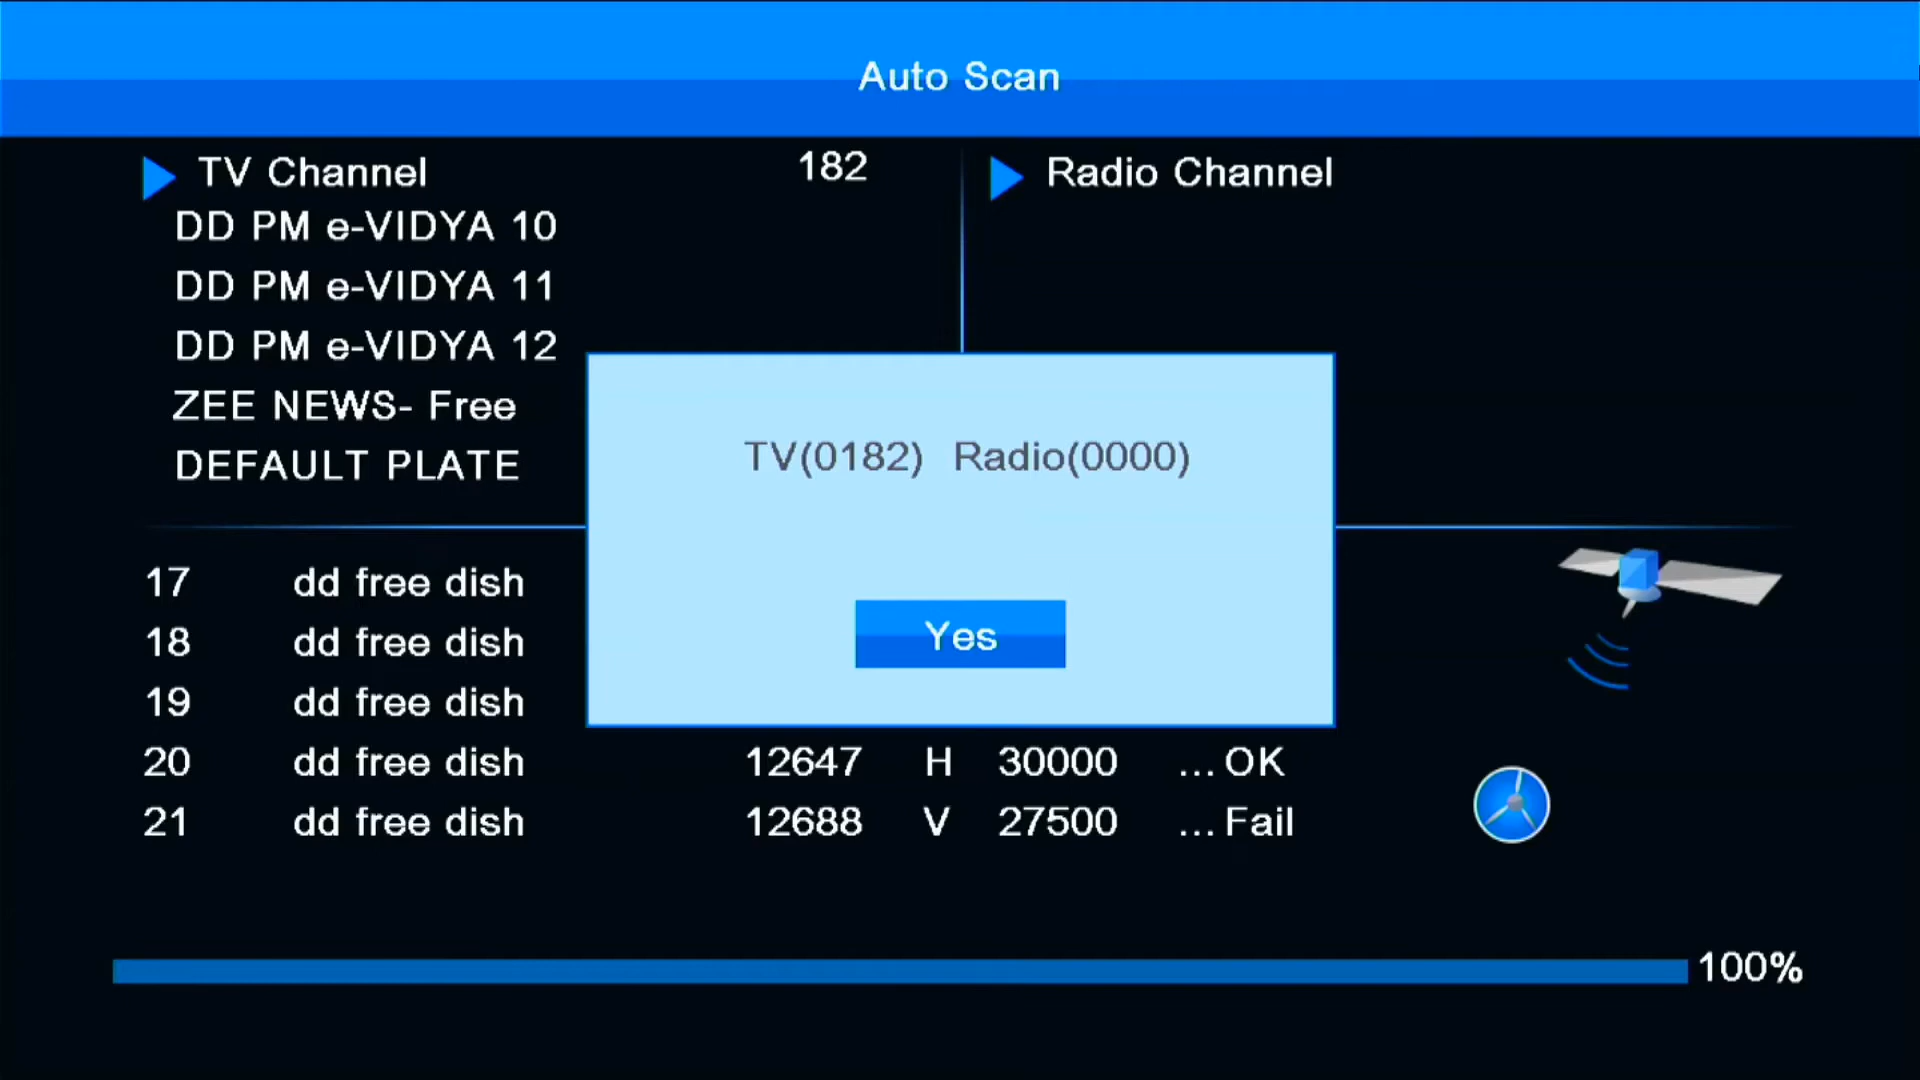 Auto Scan
TV Channel 182
Radio Channel
DD PM e-VIDYA 10
DD PM e-VIDYA 11
DD PM e-VIDYA 12
ZEE NEWS- Free
DEFAULT PLATE
TV(0182) Radio(0000)
Yes
17 dd free dish
18 dd free dish
19 dd free dish
20 dd free dish 12647 H 30000 ... OK
21 dd free dish 12688 V 27500 ... Fail
100%